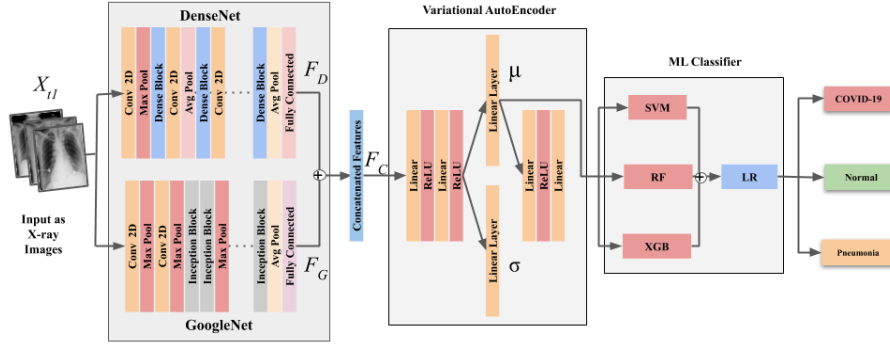 DenseNet
Variational AutoEncoder
ML Classifier
X_{t1}
Input as
X-ray
Images
Conv 2D
Max Pool
Dense Block
Conv 2D
Avg Pool
Dense Block
Conv 2D
Dense Block
Avg Pool
Fully Connected
F_D
Conv 2D
Max Pool
Conv 2D
Max Pool
Inception Block
Inception Block
Max Pool
Inception Block
Avg Pool
Fully Connected
F_G
GoogleNet
Concatenated Features
F_C
Linear
ReLU
Linear
ReLU
Linear Layer
μ
Linear Layer
σ
Linear
ReLU
Linear
SVM
RF
XGB
LR
COVID-19
Normal
Pneumonia